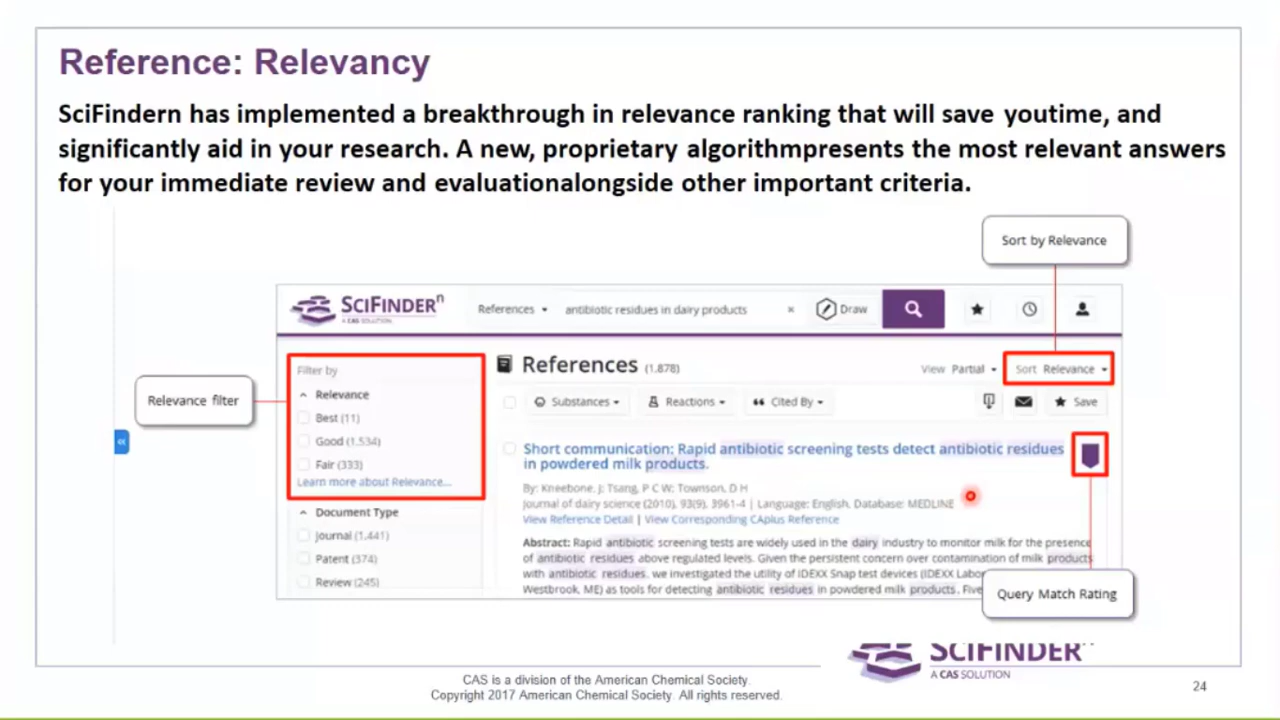 Reference: Relevancy
SciFindern has implemented a breakthrough in relevance ranking that will save youtime, and
significantly aid in your research. A new, proprietary algorithmpresents the most relevant answers
for your immediate review and evaluationalongside other important criteria.
Sort by Relevance
SCIFINDERⁿ
A CAS SOLUTION
References
antibiotic residues in dairy products
×
Draw
Filter by
Relevance
Best (11)
Good (1,534)
Fair (333)
Learn more about Relevance...
Document Type
Journal (1,441)
Patent (374)
Review (245)
Relevance filter
«
References (1,878)
View Partial
Sort Relevance
Substances
Reactions
Cited By
Save
Short communication: Rapid antibiotic screening tests detect antibiotic residues
in powdered milk products.
By: Kneebone, J; Tsang, P C W; Townson, D H
Journal of dairy science (2010), 93(9), 3961-4 | Language: English, Database: MEDLINE
View Reference Detail | View Corresponding CAplus Reference
Abstract: Rapid antibiotic screening tests are widely used in the dairy industry to monitor milk for the presence
of antibiotic residues above regulated levels. Given the persistent concern over contamination of milk products
with antibiotic residues, we investigated the utility of IDEXX Snap test devices (IDEXX Labor
Westbrook, ME) as tools for detecting antibiotic residues in powdered milk products. Five
Query Match Rating
SCIFINDERⁿ
A CAS SOLUTION
CAS is a division of the American Chemical Society.
Copyright 2017 American Chemical Society. All rights reserved.
24